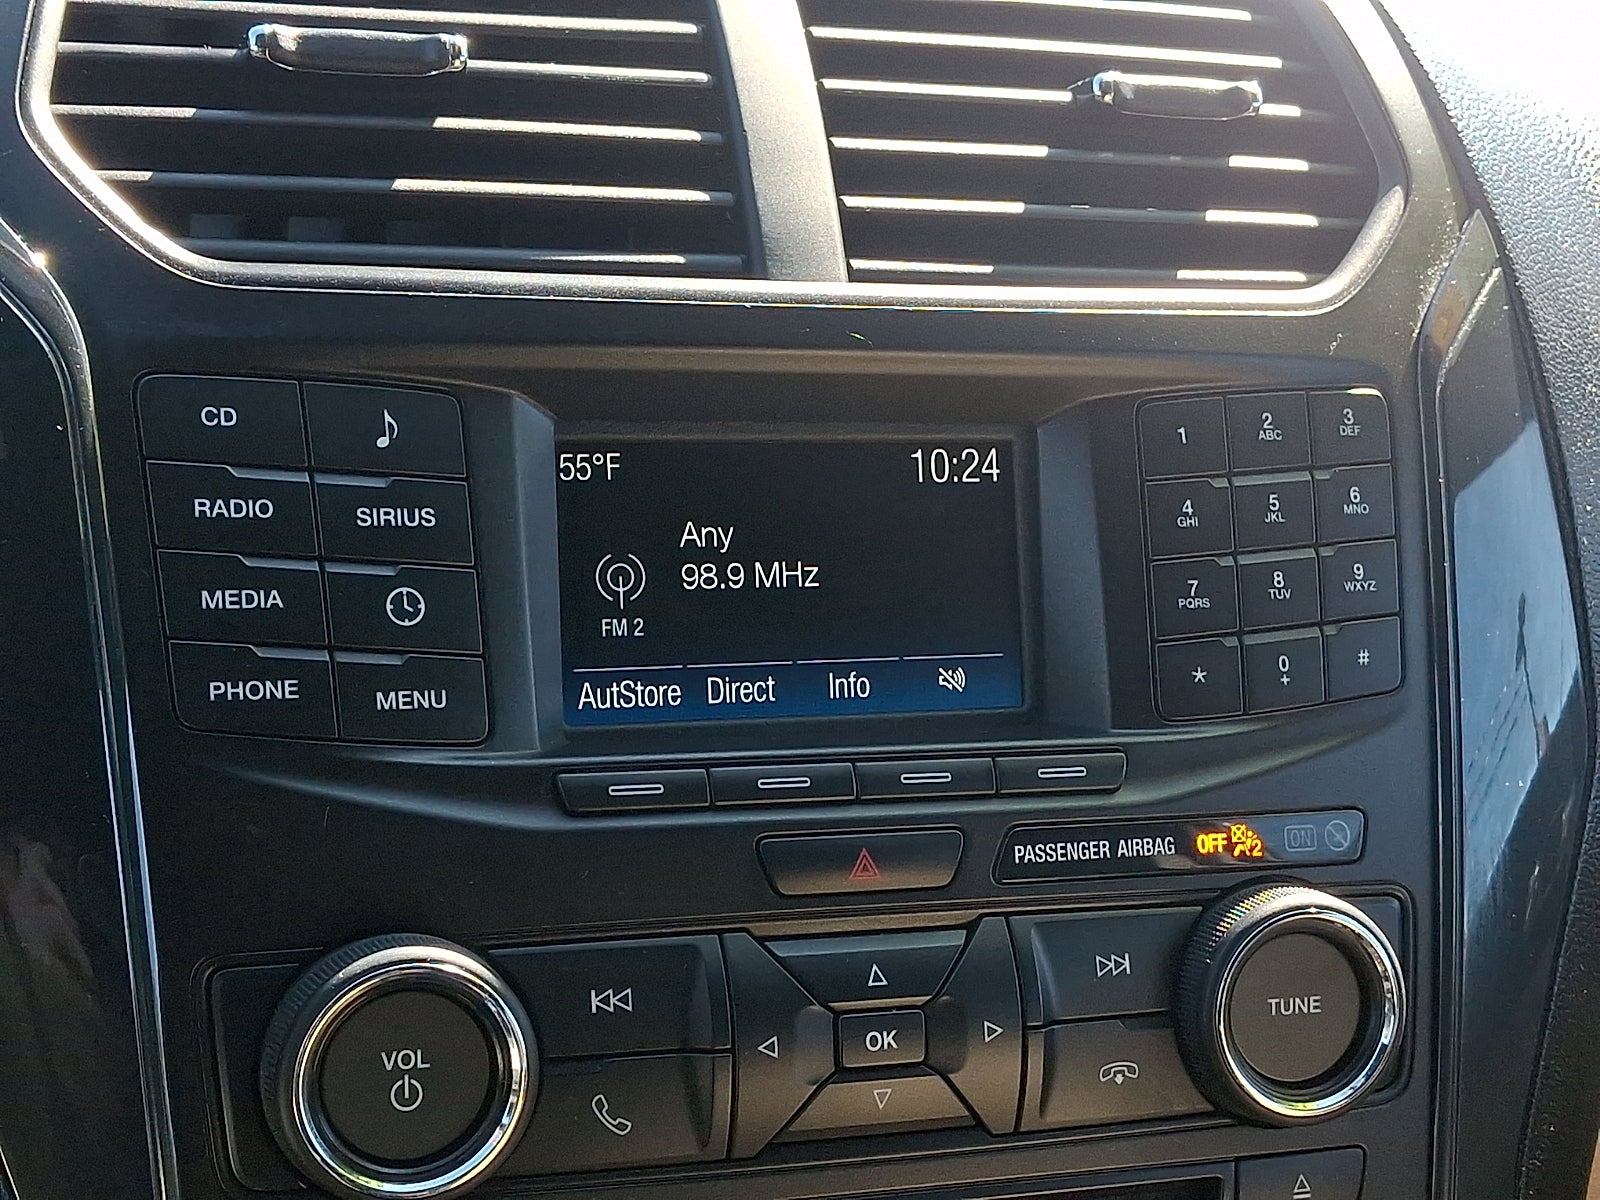 CD
RADIO
SIRIUS
MEDIA
PHONE
MENU
55°F
10:24
Any
98.9 MHz
FM 2
AutStore Direct Info
1
2
ABC
3
DEF
4
GHI
5
JKL
6
MNO
7
PQRS
8
TUV
9
WXYZ
*
0
+
#
PASSENGER AIRBAG OFF 2 ON
VOL
OK
TUNE